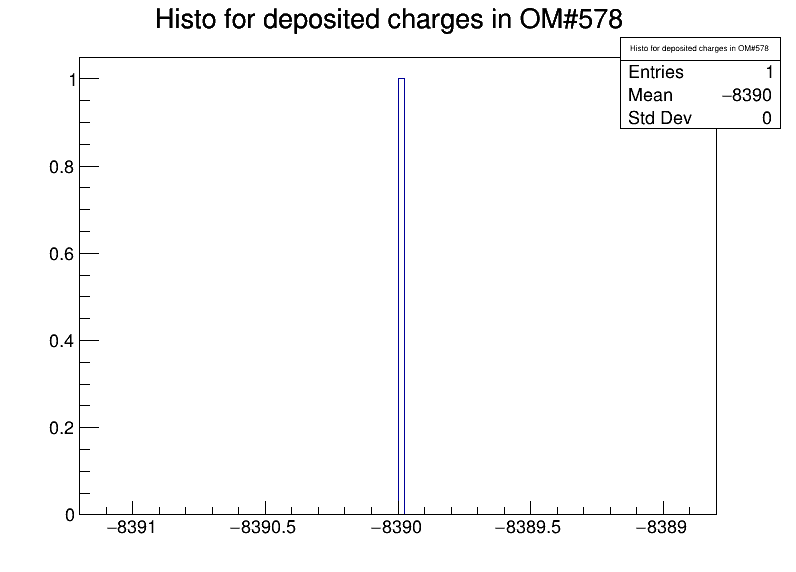 Histo for deposited charges in OM#578
Histo for deposited charges in OM#578
Entries 1
Mean −8390
Std Dev 0
1
0.8
0.6
0.4
0.2
0
−8391 −8390.5 −8390 −8389.5 −8389